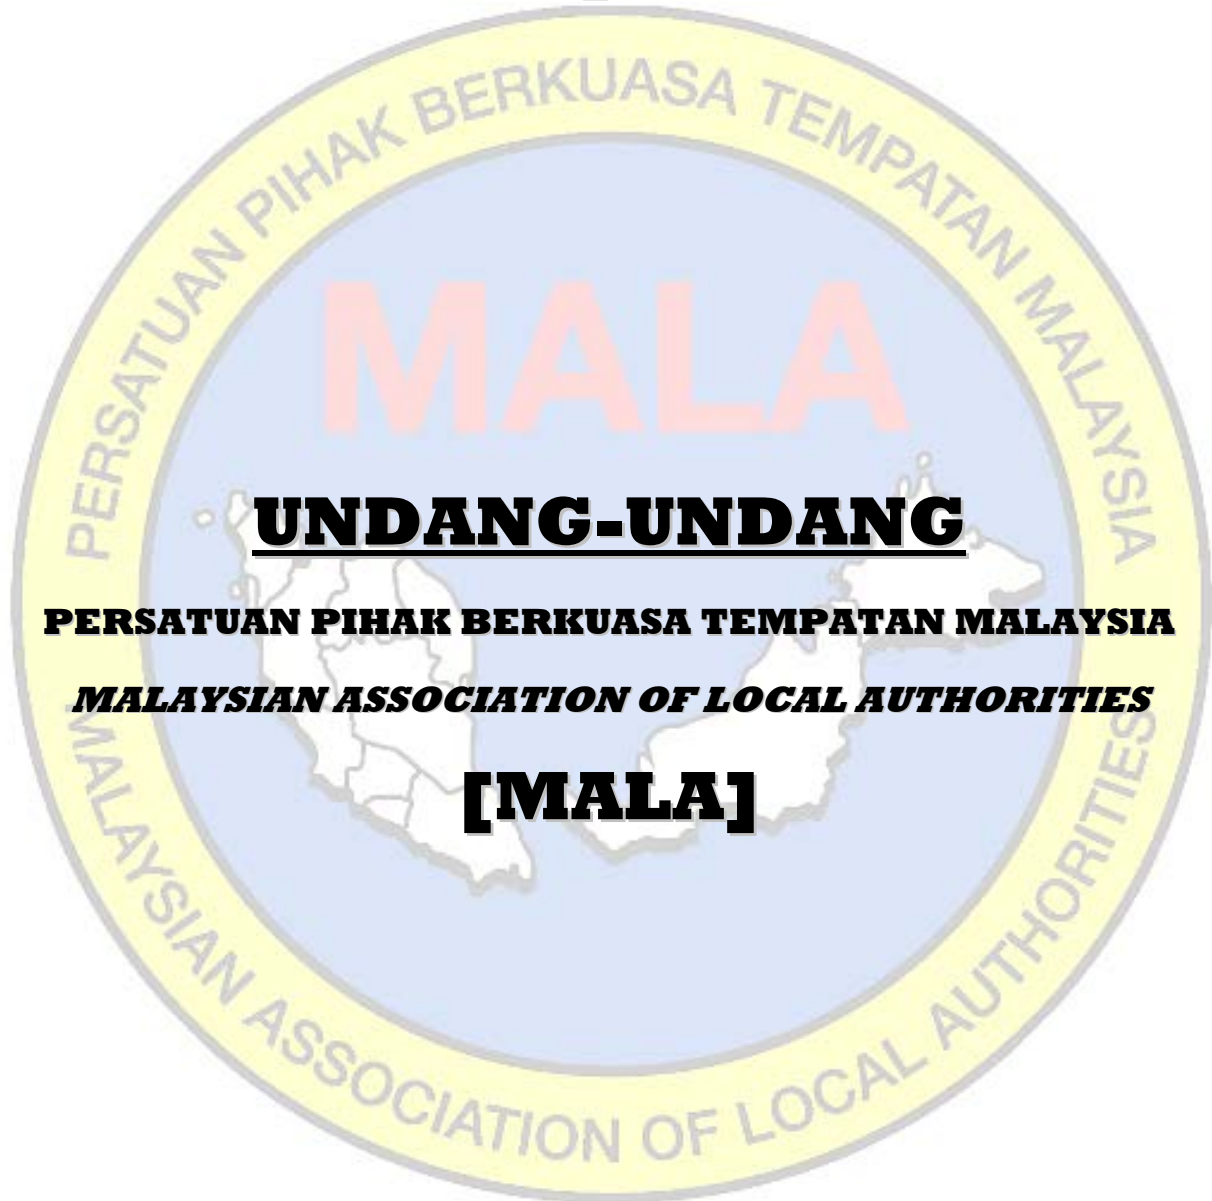 PERSATUAN PIHAK BERKUASA TEMPATAN MALAYSIA
MALA
UNDANG-UNDANG
PERSATUAN PIHAK BERKUASA TEMPATAN MALAYSIA
MALAYSIAN ASSOCIATION OF LOCAL AUTHORITIES
[MALA]
MALAYSIAN ASSOCIATION OF LOCAL AUTHORITIES